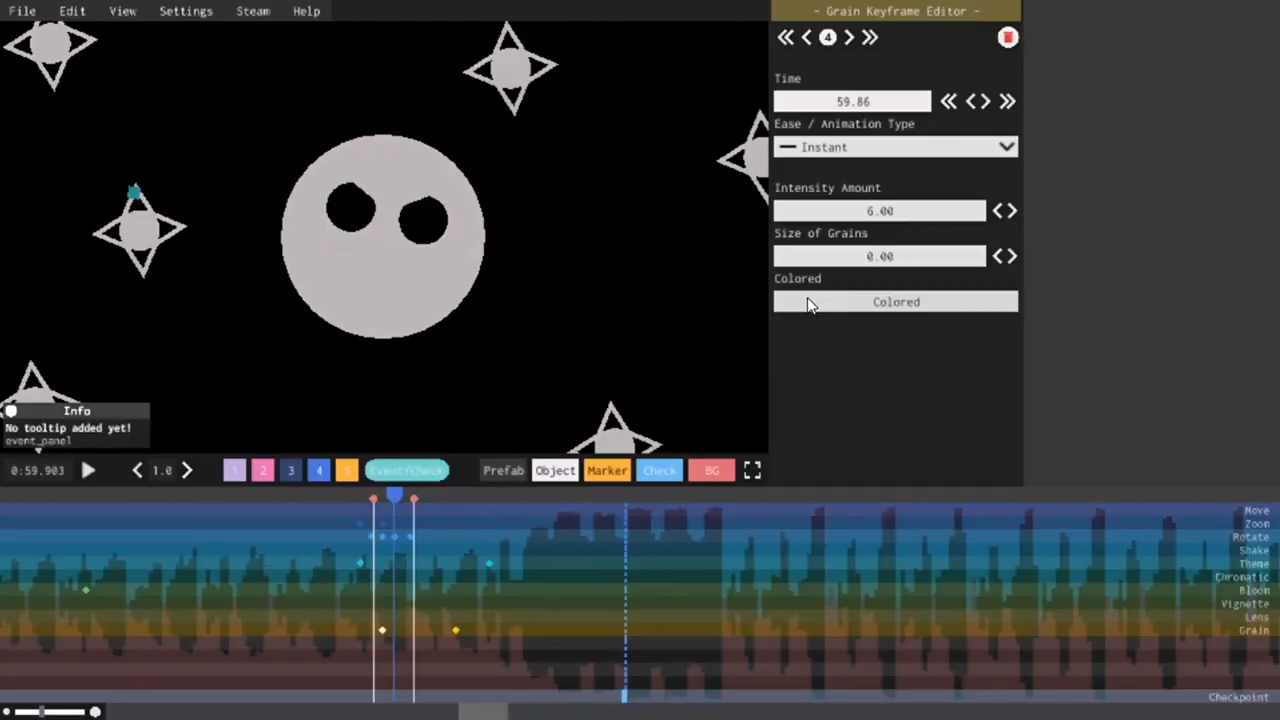 File Edit View Settings Steam Help
- Grain Keyframe Editor -
4
Time
59.86
Ease / Animation Type
Instant
Intensity Amount
6.00
Size of Grains
0.00
Colored
Colored
Info
No tooltip added yet!
event_panel
0:59.903 1.0 1 2 3 4 5 Event/Check Prefab Object Marker Check BG
Move
Zoom
Rotate
Shake
Theme
Chromatic
Bloom
Vignette
Lens
Grain
Checkpoint